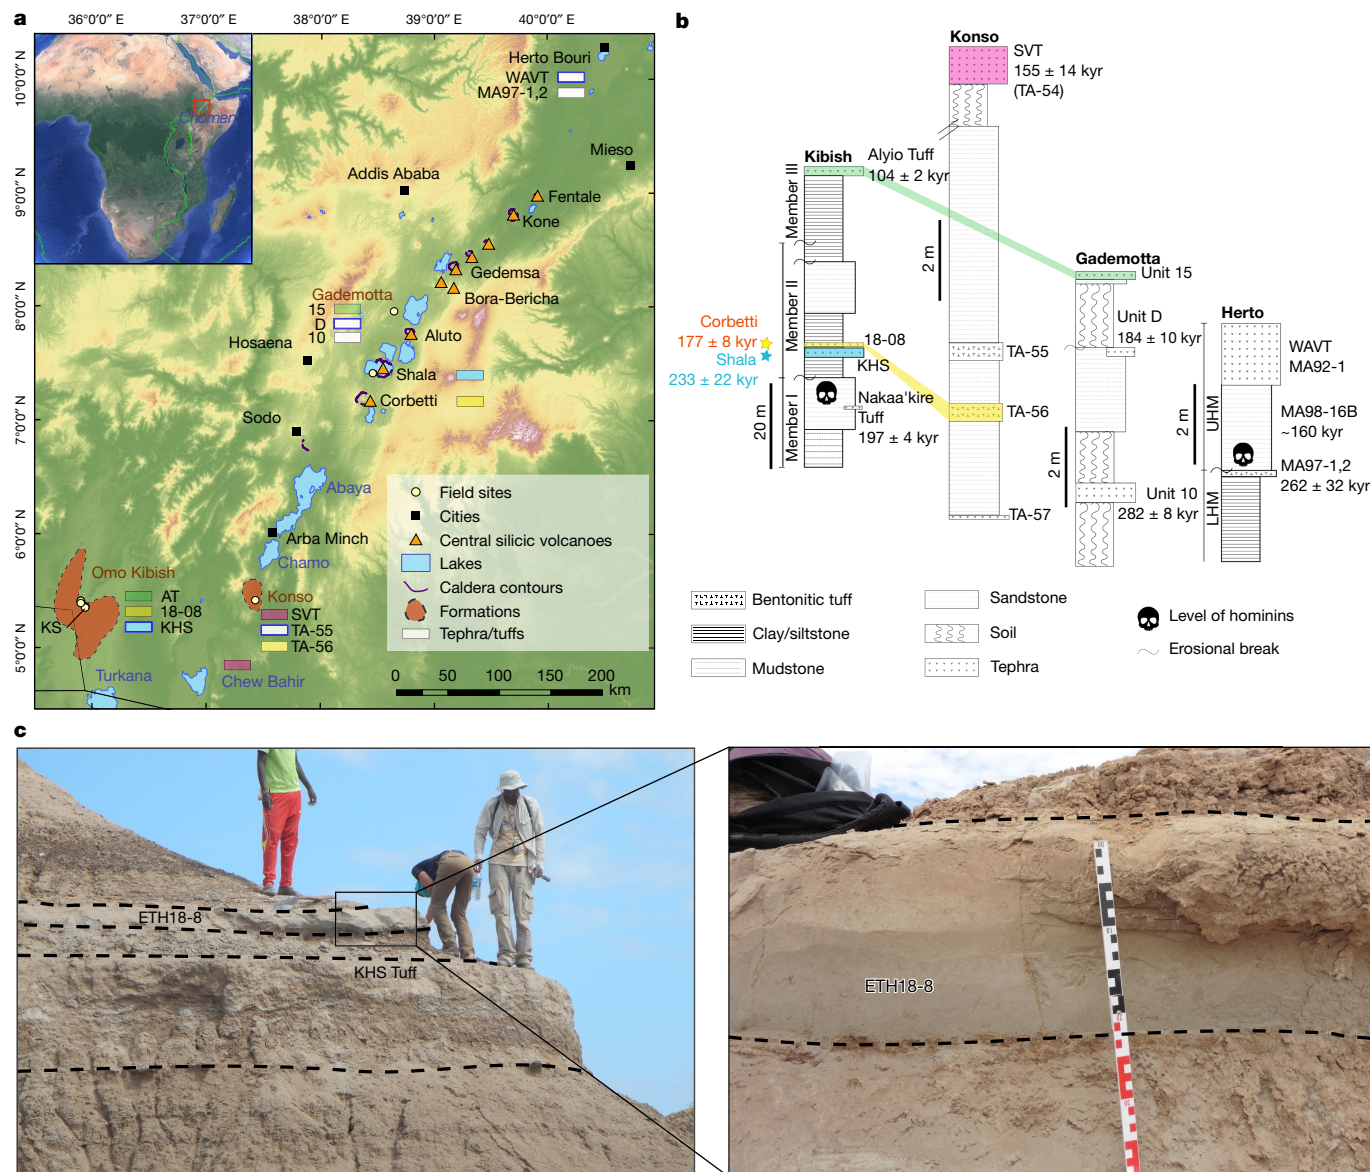 a
36°0'0" E
37°0'0" E
38°0'0" E
39°0'0" E
40°0'0" E
10°0'0" N
9°0'0" N
8°0'0" N
7°0'0" N
6°0'0" N
5°0'0" N
Herto Bouri
WAVT
MA97-1,2
Mieso
Addis Ababa
Fentale
Kone
Gedemsa
Bora-Bericha
Gademotta
15
D
10
Aluto
Hosaena
Shala
Corbetti
Sodo
Abaya
Arba Minch
Chamo
Omo Kibish
AT
18-08
KHS
KS
Konso
SVT
TA-55
TA-56
Turkana
Chew Bahir
Field sites
Cities
Central silicic volcanoes
Lakes
Caldera contours
Formations
Tephra/tuffs
0 50 100 150 200
km
b
Konso
SVT
155 ± 14 kyr
(TA-54)
Kibish
Alyio Tuff
104 ± 2 kyr
Member III
Member II
Member I
2 m
Gademotta
Unit 15
Unit D
184 ± 10 kyr
Herto
WAVT
MA92-1
Corbetti
177 ± 8 kyr
Shala
233 ± 22 kyr
18-08
KHS
TA-55
TA-56
TA-57
Nakaa'kire
Tuff
197 ± 4 kyr
20 m
2 m
Unit 10
282 ± 8 kyr
2 m
UHM
LHM
MA98-16B
~160 kyr
MA97-1,2
262 ± 32 kyr
Bentonitic tuff
Clay/siltstone
Mudstone
Sandstone
Soil
Tephra
Level of hominins
Erosional break
c
ETH18-8
KHS Tuff
ETH18-8